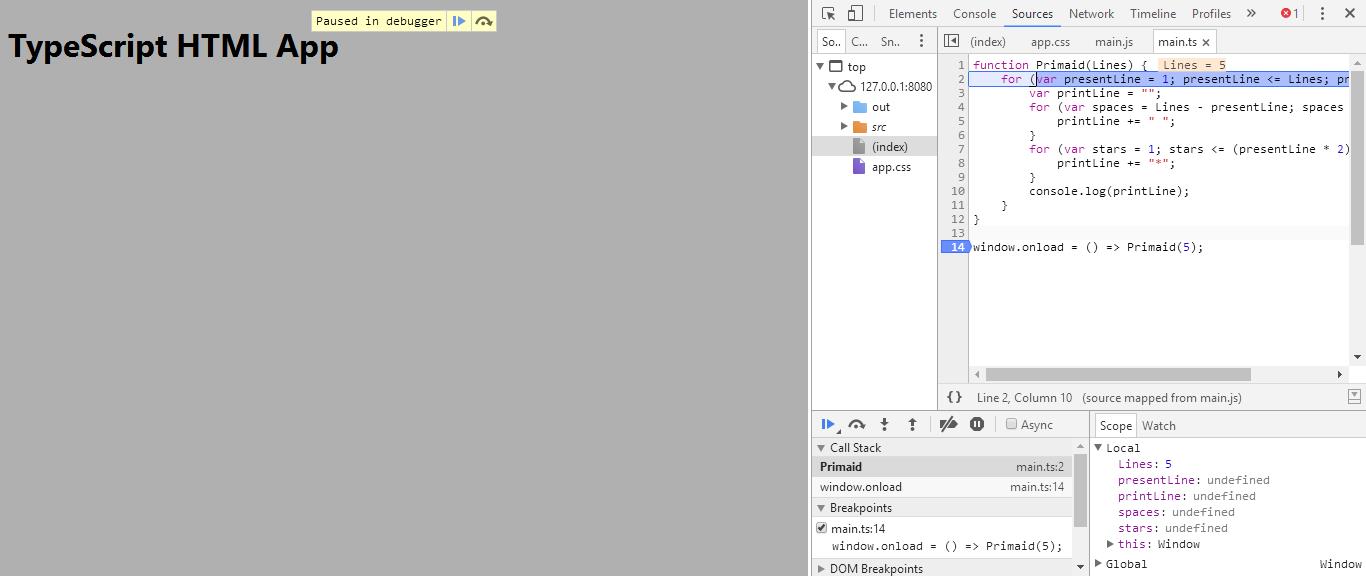 Paused in debugger
TypeScript HTML App
Elements Console Sources Network Timeline Profiles » 1
So.. C... Sn.. (index) app.css main.js main.ts ×
top
127.0.0.1:8080
out
src
(index)
app.css
1 function Primaid(Lines) { Lines = 5
2 for (var presentLine = 1; presentLine <= Lines; pr
3 var printLine = "";
4 for (var spaces = Lines - presentLine; spaces
5 printLine += " ";
6 }
7 for (var stars = 1; stars <= (presentLine * 2)
8 printLine += "*";
9 }
10 console.log(printLine);
11 }
12 }
13
14 window.onload = () => Primaid(5);
{} Line 2, Column 10 (source mapped from main.js)
Async
Call Stack
Primaid main.ts:2
window.onload main.ts:14
Breakpoints
main.ts:14
window.onload = () => Primaid(5);
DOM Breakpoints
Scope Watch
Local
Lines: 5
presentLine: undefined
printLine: undefined
spaces: undefined
stars: undefined
this: Window
Global Window